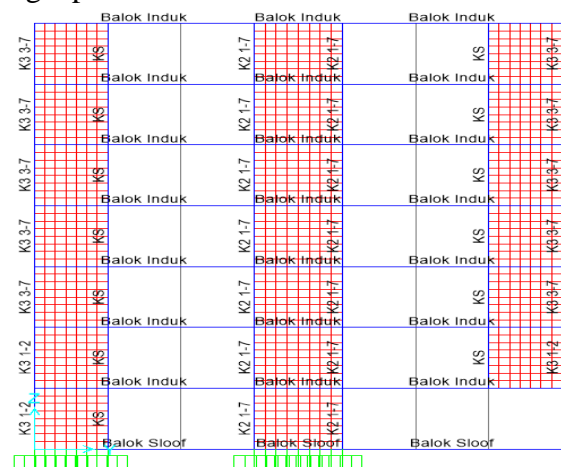 Balok Induk Balok Induk Balok Induk
K3 3-7 KS K2 1-7 K2 1-7 KS K3 3-7
Balok Induk Balok Induk Balok Induk
K3 3-7 KS K2 1-7 K2 1-7 KS K3 3-7
Balok Induk Balok Induk Balok Induk
K3 3-7 KS K2 1-7 K2 1-7 KS K3 3-7
Balok Induk Balok Induk Balok Induk
K3 3-7 KS K2 1-7 K2 1-7 KS K3 3-7
Balok Induk Balok Induk Balok Induk
K3 3-7 KS K2 1-7 K2 1-7 KS K3 3-7
Balok Induk Balok Induk Balok Induk
K3 1-2 KS K2 1-7 K2 1-7 KS K3 1-2
Balok Induk Balok Induk Balok Induk
K3 1-2 KS K2 1-7 K2 1-7
Balok Sloof Balok Sloof Balok Sloof